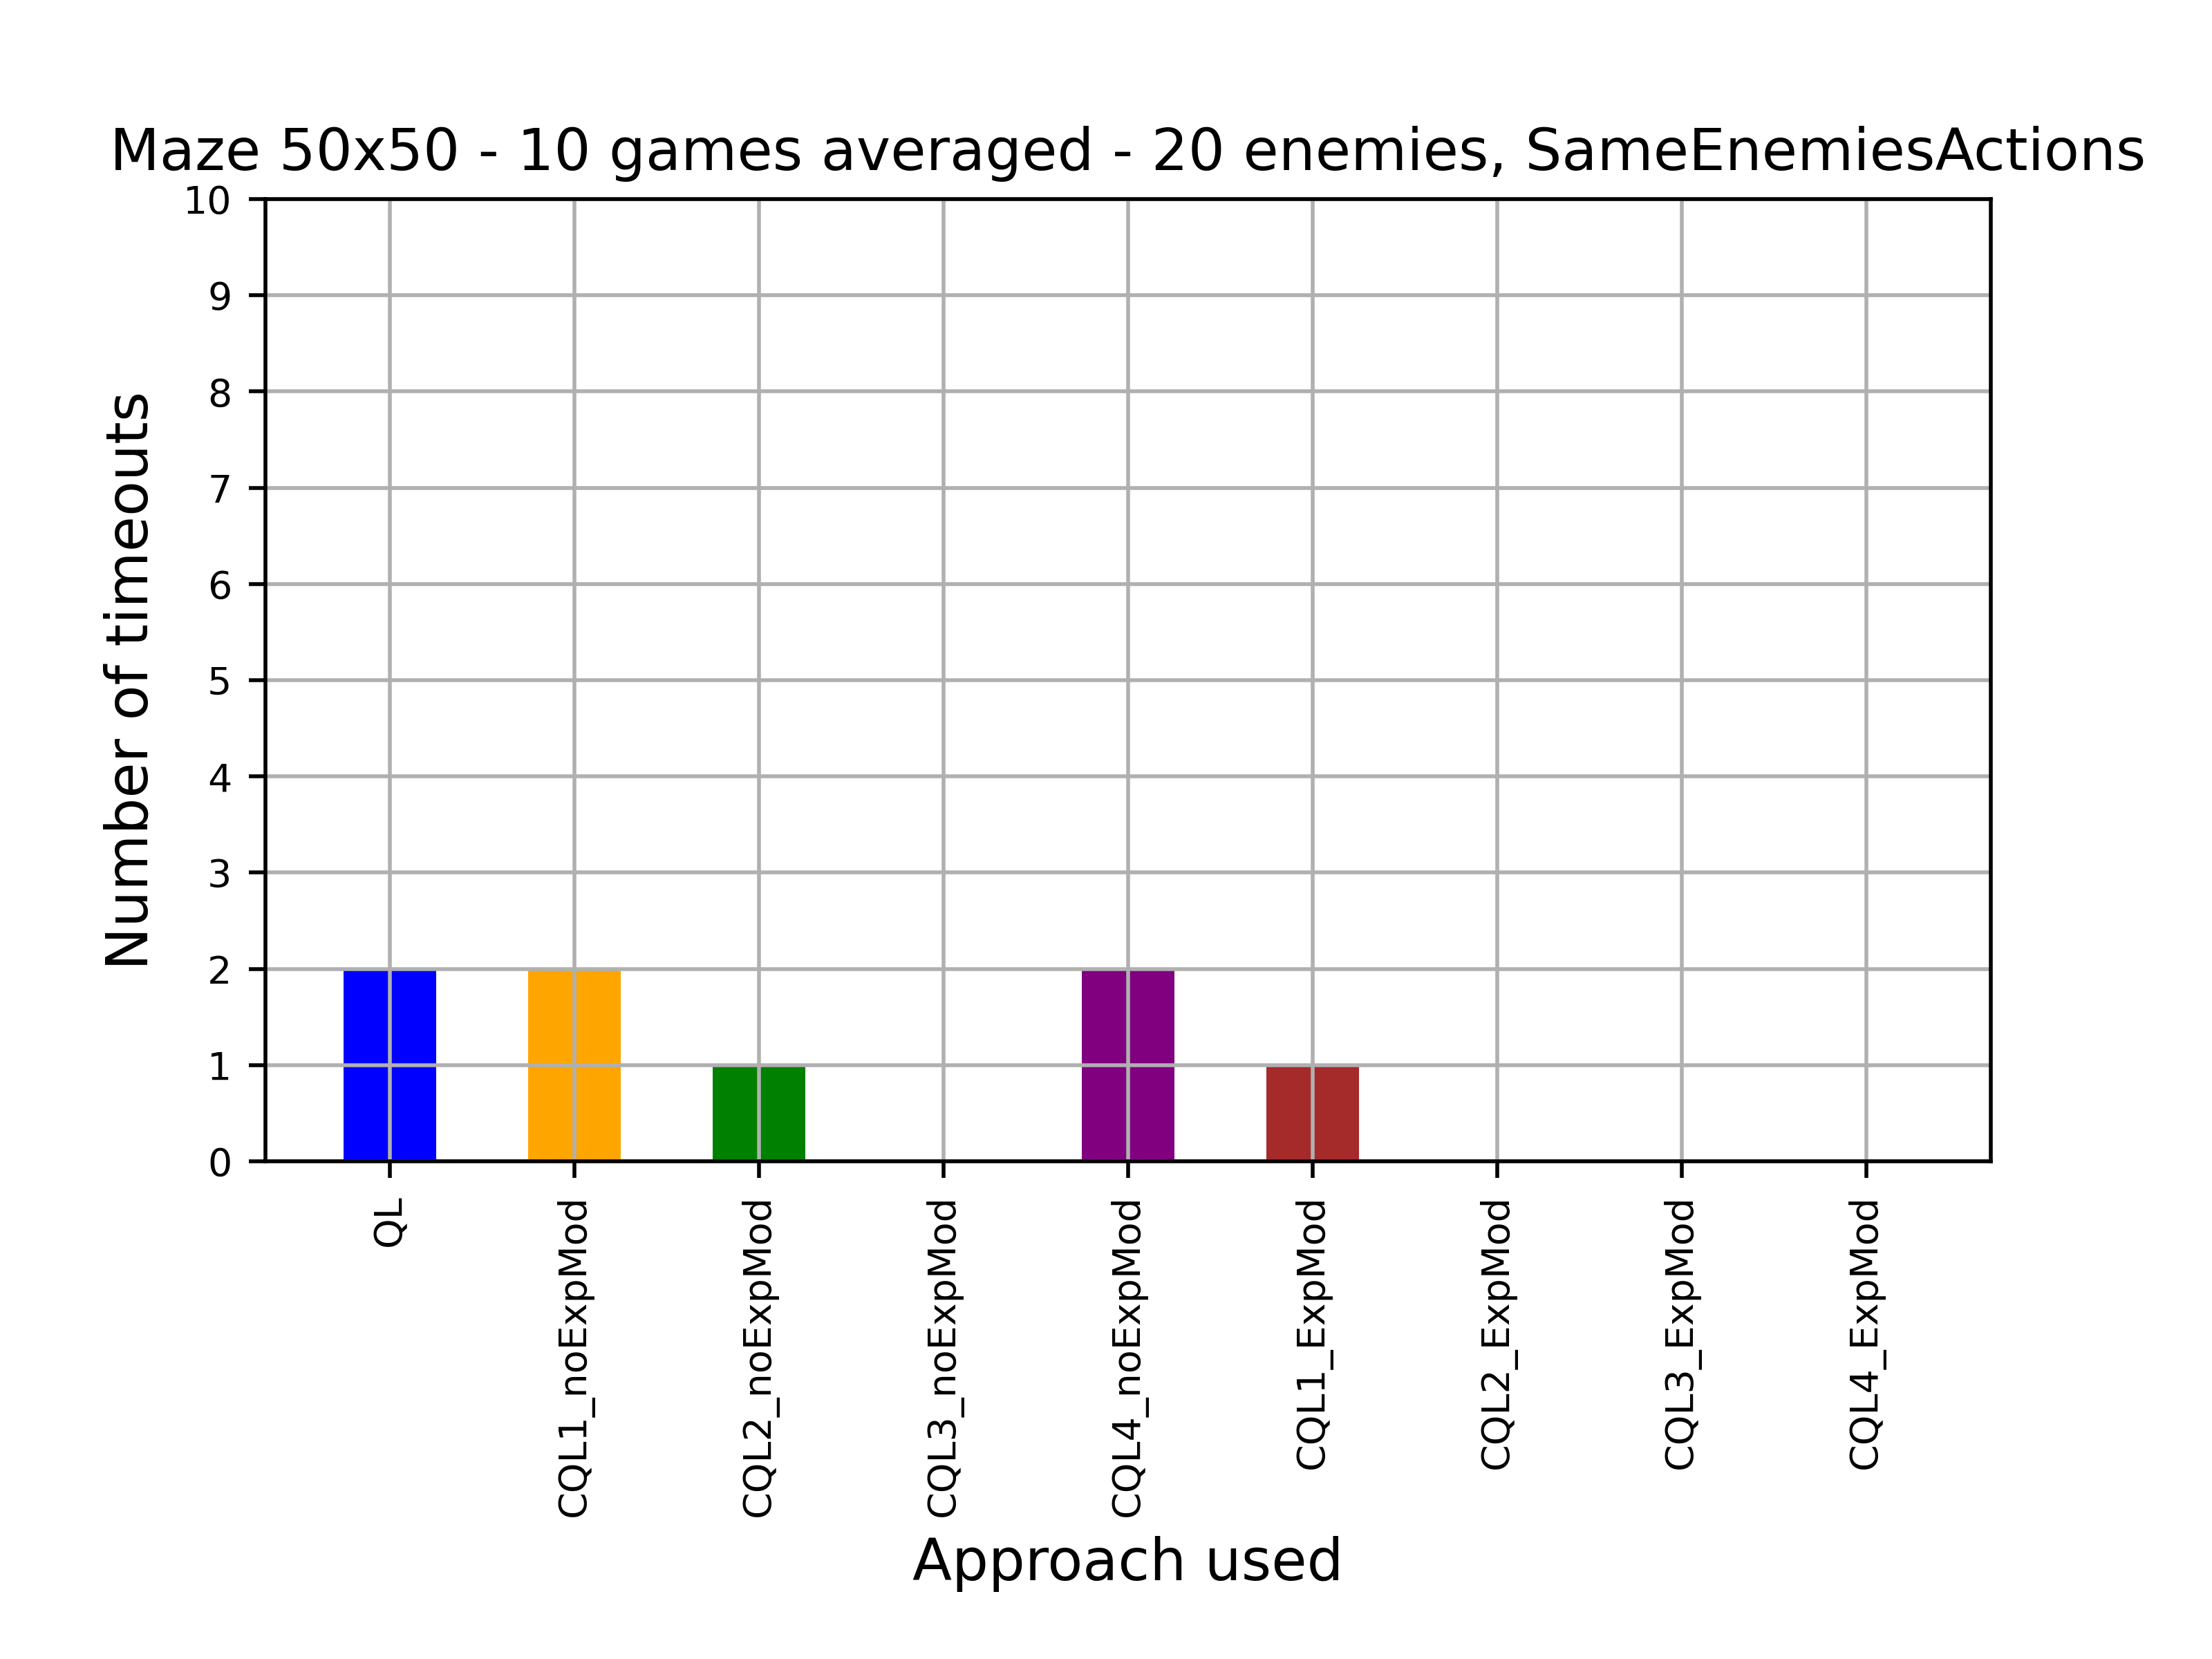 Maze 50x50 - 10 games averaged - 20 enemies, SameEnemiesActions
Number of timeouts
10
9
8
7
6
5
4
3
2
1
0
QL
CQL1_noExpMod
CQL2_noExpMod
CQL3_noExpMod
CQL4_noExpMod
CQL1_ExpMod
CQL2_ExpMod
CQL3_ExpMod
CQL4_ExpMod
Approach used